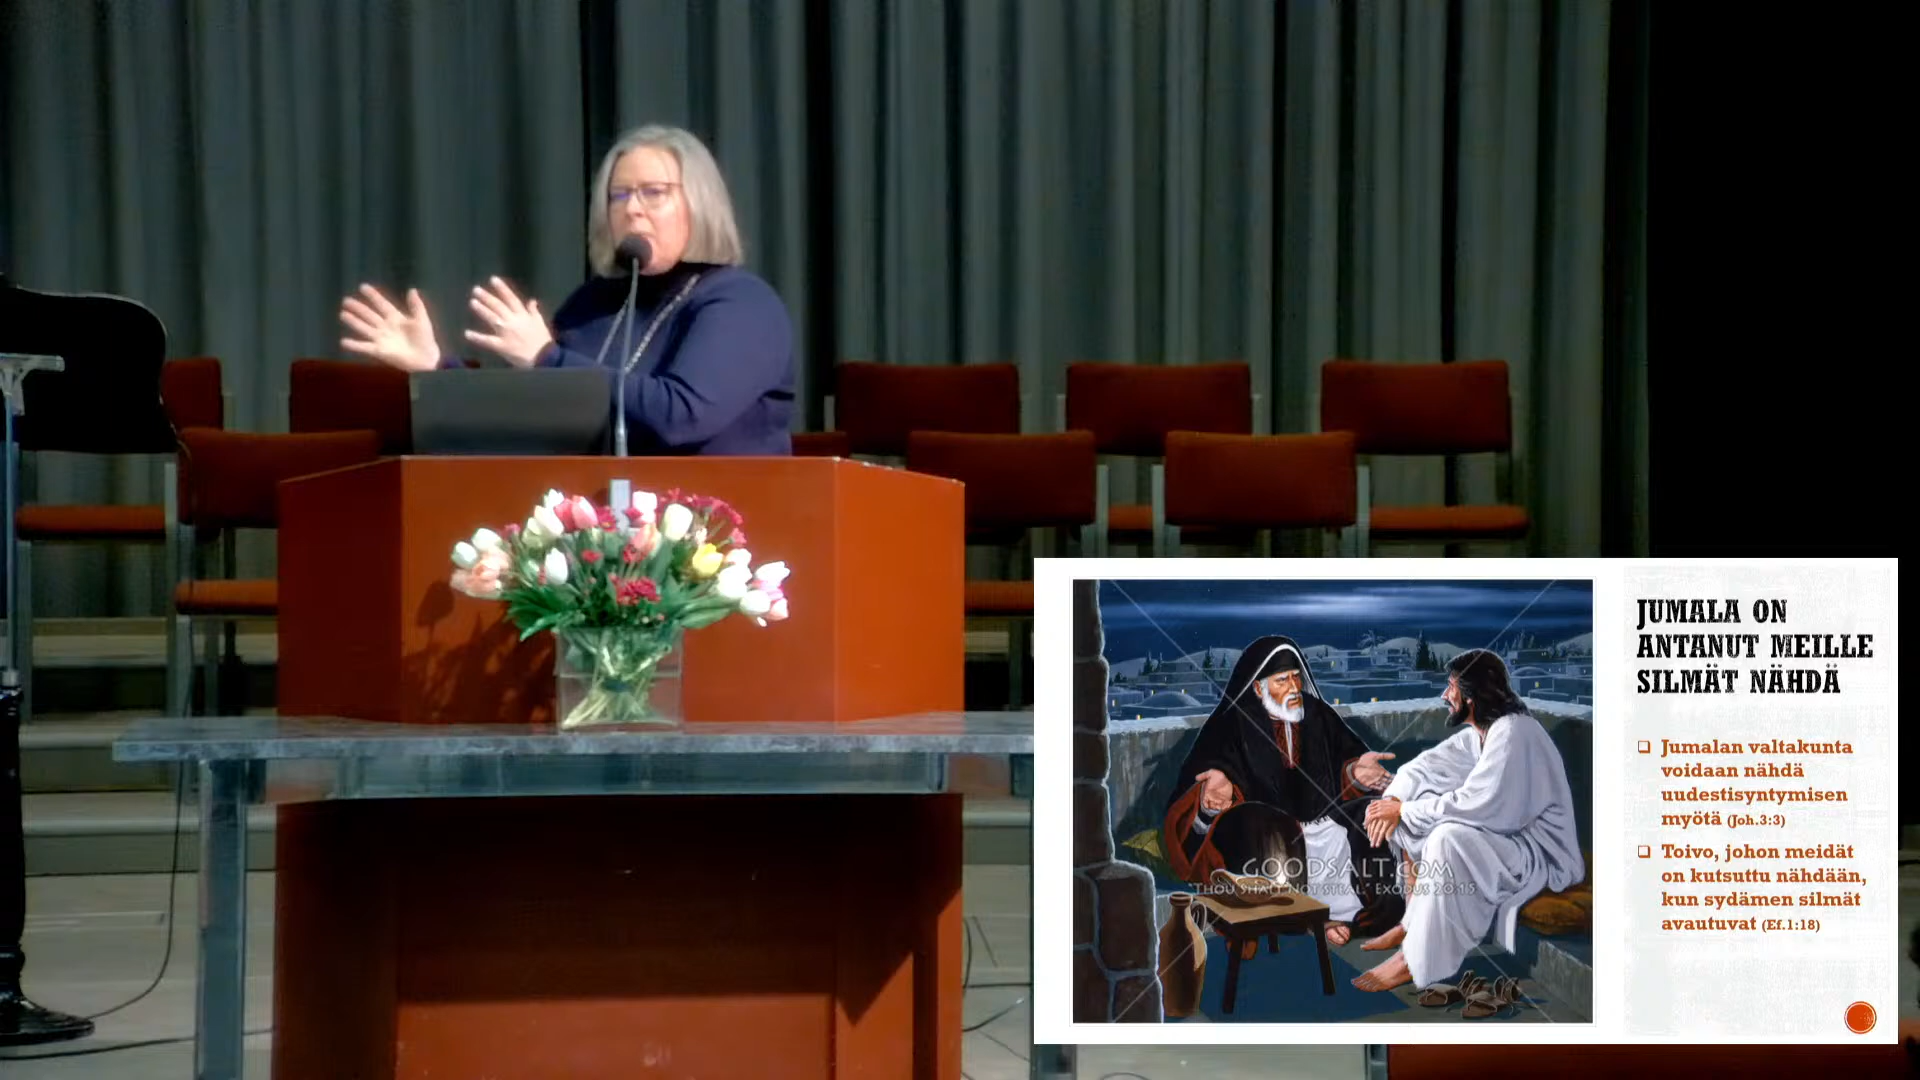 JUMALA ON
ANTANUT MEILLE
SILMÄT NÄHDÄ
❑ Jumalan valtakunta
voidaan nähdä
uudestisyntymisen
myötä (Joh.3:3)
❑ Toivo, johon meidät
on kutsuttu nähdään,
kun sydämen silmät
avautuvat (Ef.1:18)
GOODSALT.COM
"THOU SHALT NOT STEAL." EXODUS 20:15